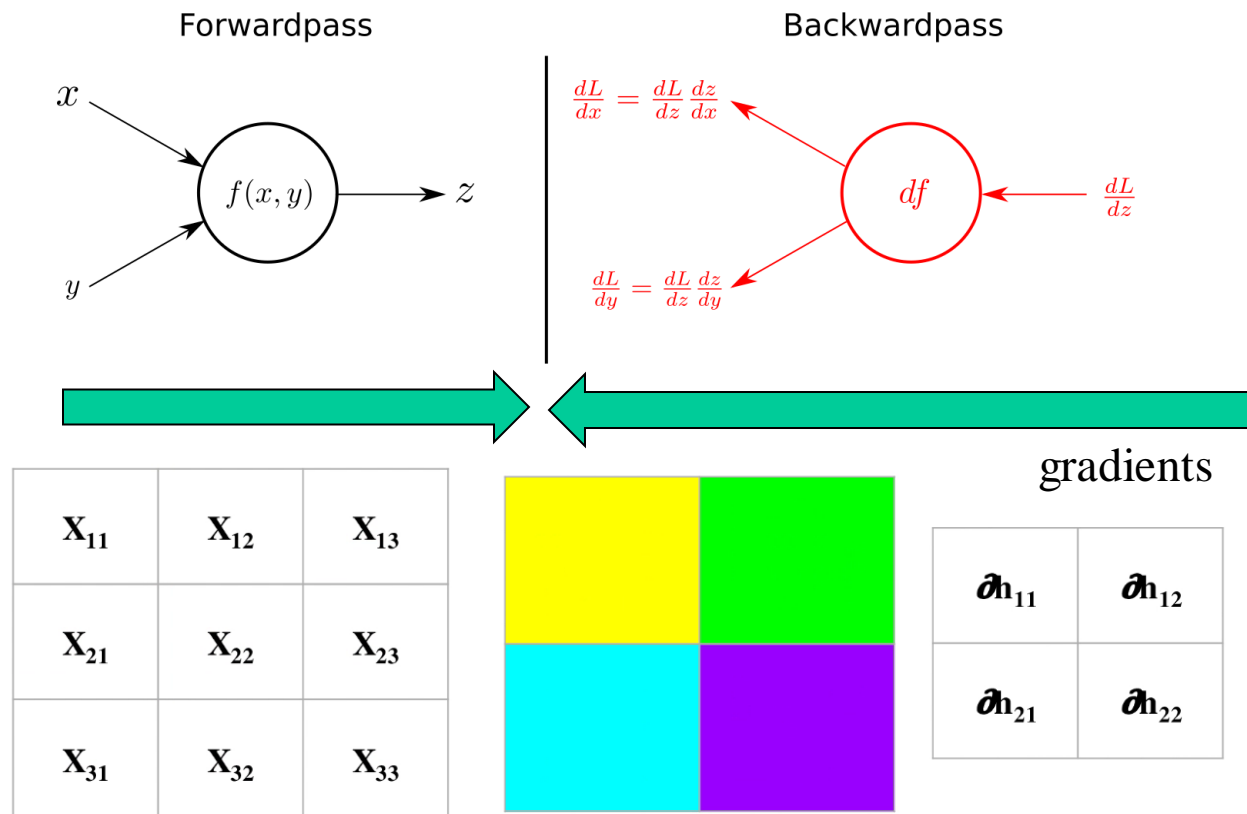 Forwardpass
x
f(x, y)
z
y
Backwardpass
dL/dx = dL/dz dz/dx
df
dL/dz
dL/dy = dL/dz dz/dy
gradients
X₁₁ X₁₂ X₁₃
X₂₁ X₂₂ X₂₃
X₃₁ X₃₂ X₃₃
∂h₁₁ ∂h₁₂
∂h₂₁ ∂h₂₂